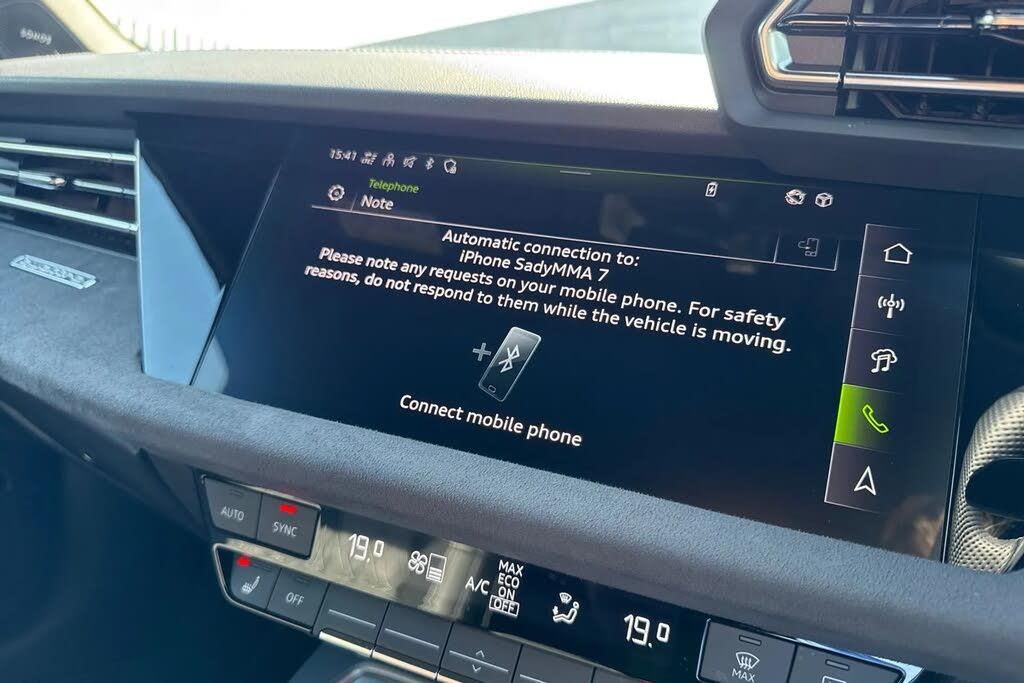 SONOS
15:41
Telephone
Note
Automatic connection to:
iPhone SadyMMA 7
Please note any requests on your mobile phone. For safety
reasons, do not respond to them while the vehicle is moving.
Connect mobile phone
AUTO
SYNC
19.0
A/C
MAX
ECO
ON
OFF
19.0
OFF
MAX